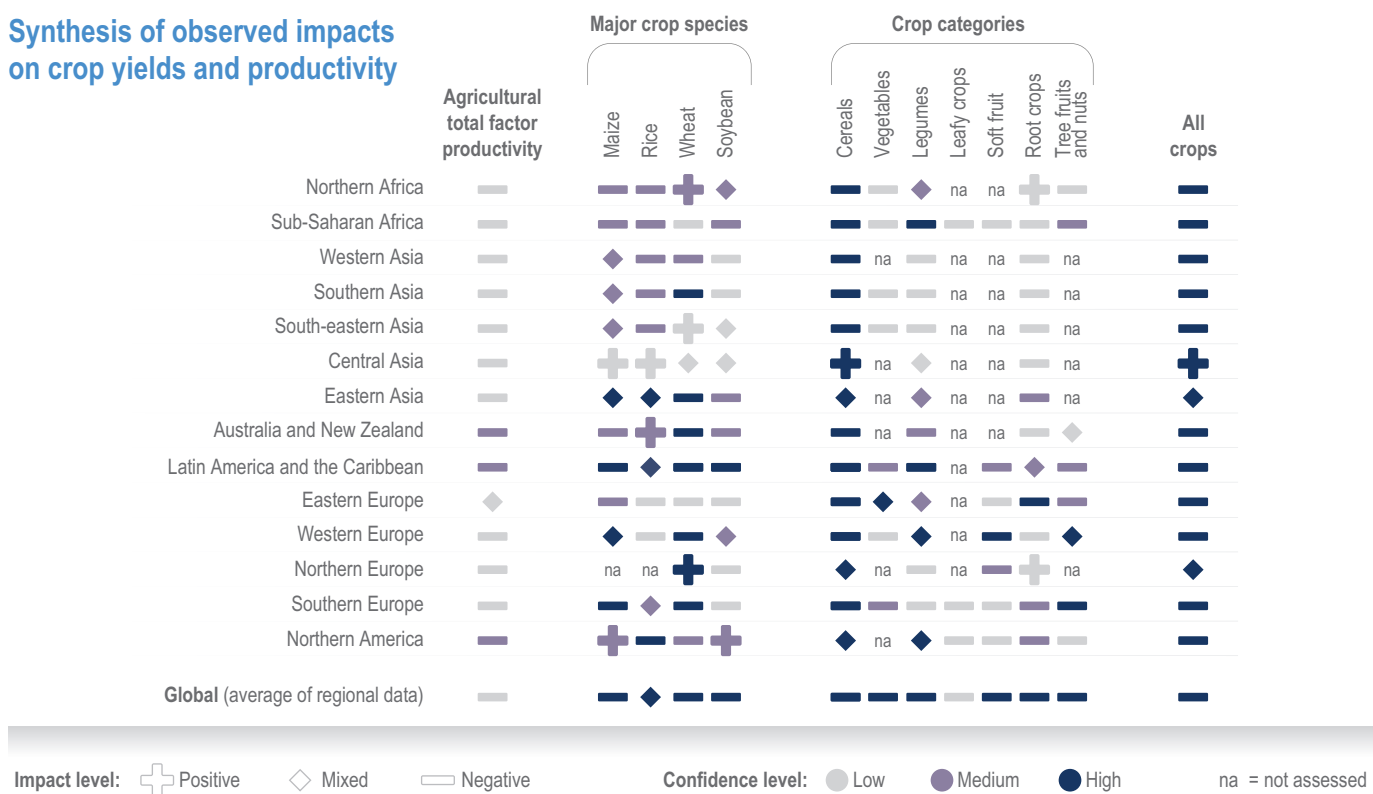 Synthesis of observed impacts
on crop yields and productivity
Major crop species
Crop categories
Agricultural
total factor
productivity
Maize
Rice
Wheat
Soybean
Cereals
Vegetables
Legumes
Leafy crops
Soft fruit
Root crops
Tree fruits
and nuts
All
crops
Northern Africa na na
Sub-Saharan Africa
Western Asia na na na na
Southern Asia na na na
South-eastern Asia na na na
Central Asia na na na na
Eastern Asia na na na na
Australia and New Zealand na na na
Latin America and the Caribbean na
Eastern Europe na
Western Europe na
Northern Europe na na na na na
Southern Europe
Northern America na
Global (average of regional data)
Impact level: Positive Mixed Negative Confidence level: Low Medium High na = not assessed